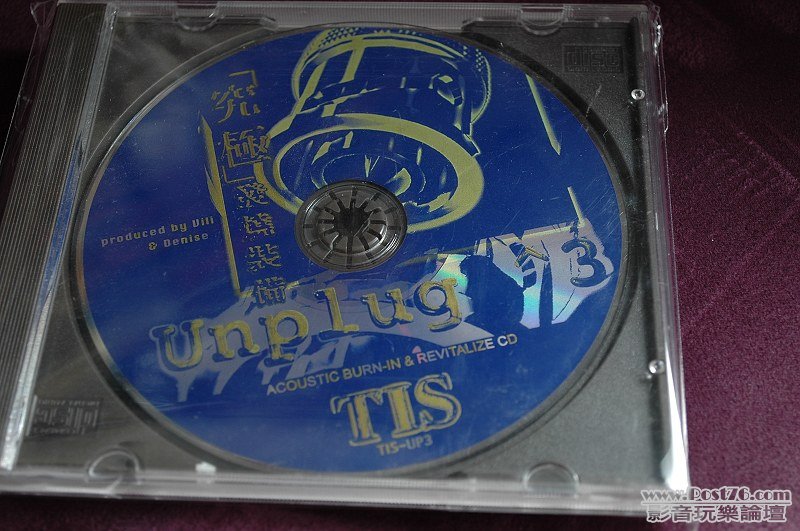 「究極」發燒裝備
produced by Vill
& Denise
Unplug ^3
ACOUSTIC BURN-IN & REVITALIZE CD
TIS
TIS-UP3
www.Post76.com
影音玩樂論壇